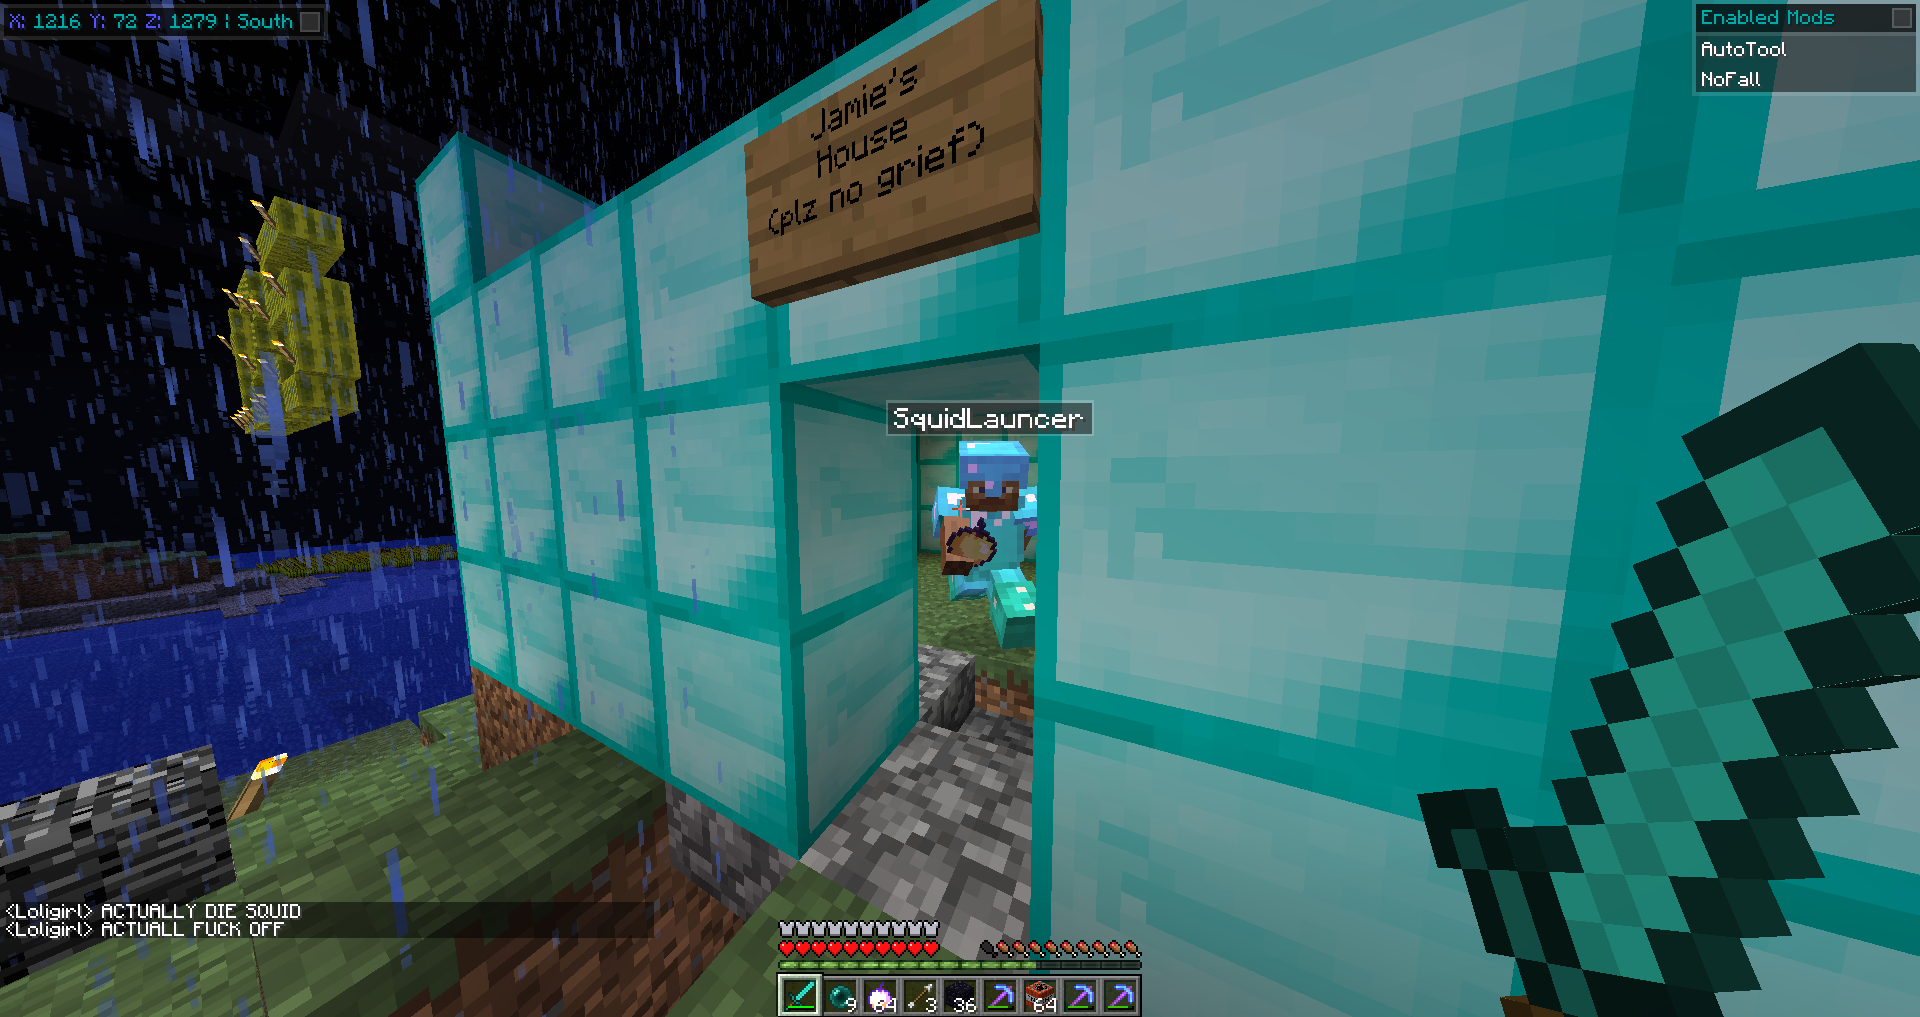 X: 1216 Y: 72 Z: 1279 | South
Enabled Mods
AutoTool
NoFall
Jamie's
House
(plz no grief)
SquidLauncer
<Loligirl> ACTUALLY DIE SQUID
<Loligirl> ACTUALL FUCK OFF
9
64
3
36
64